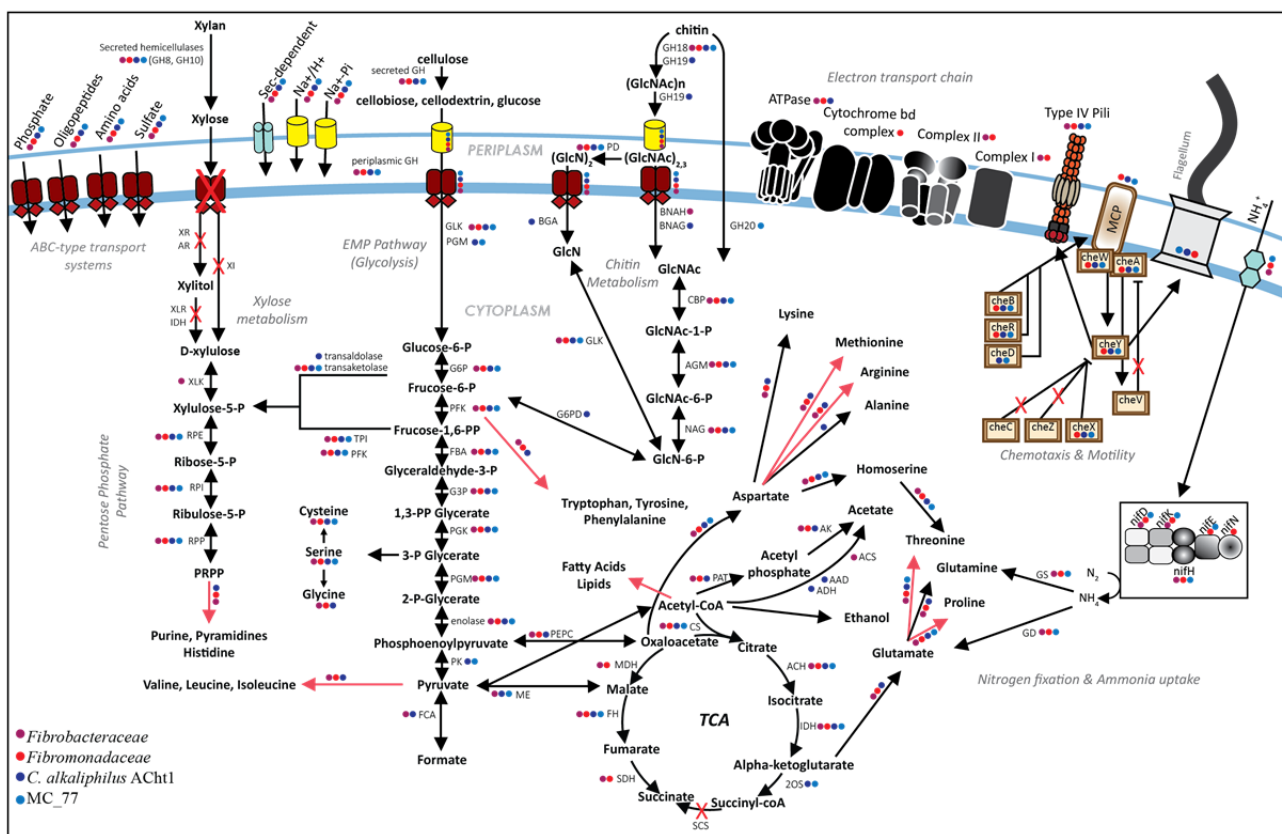 Xylan
Secreted hemicellulases
(GH8, GH10)
Xylose
Phosphate
Oligopeptides
Amino acids
Sulfate
Sec-dependent
Na+/H+
Na+-Pi
cellulose
secreted GH
cellobiose, cellodextrin, glucose
periplasmic GH
PERIPLASM
chitin
GH18
GH19
(GlcNAc)n
GH19
(GlcN)2
PD
(GlcNAc)2,3
Electron transport chain
ATPase
Cytochrome bd
complex
Complex II
Complex I
Type IV Pili
MCP
Flagellum
NH4+
ABC-type transport
systems
XR
AR
XI
Xylitol
XLR
IDH
Xylose
metabolism
D-xylulose
XLK
Xylulose-5-P
RPE
Ribose-5-P
RPI
Ribulose-5-P
RPP
PRPP
Purine, Pyramidines
Histidine
Pentose Phosphate
Pathway
GLK
PGM
EMP Pathway
(Glycolysis)
CYTOPLASM
transaldolase
transaketolase
TPI
PFK
Glucose-6-P
G6P
Frucose-6-P
PFK
Frucose-1,6-PP
FBA
Glyceraldehyde-3-P
G3P
1,3-PP Glycerate
PGK
3-P Glycerate
PGM
2-P-Glycerate
enolase
Phosphoenoylpyruvate
PK
Pyruvate
FCA
Formate
Cysteine
Serine
Glycine
Valine, Leucine, Isoleucine
BGA
GlcN
Chitin
Metabolism
BNAH
BNAG
GH20
GlcNAc
CBP
GlcNAc-1-P
AGM
GlcNAc-6-P
NAG
GlcN-6-P
GLK
G6PD
Tryptophan, Tyrosine,
Phenylalanine
Lysine
Methionine
Arginine
Alanine
Aspartate
Homoserine
Threonine
Fatty Acids
Lipids
PAT
Acetyl
phosphate
AK
Acetate
ACS
AAD
ADH
Acetyl-CoA
Ethanol
PEPC
Oxaloacetate
CS
Citrate
ME
MDH
Malate
FH
Fumarate
SDH
Succinate
SCS
Succinyl-coA
2OS
Alpha-ketoglutarate
IDH
Isocitrate
ACH
TCA
Glutamine
Proline
Glutamate
GS
GD
N2
NH4
Nitrogen fixation & Ammonia uptake
cheW
cheA
cheB
cheR
cheD
cheY
cheV
cheC
cheZ
cheX
Chemotaxis & Motility
nifD
nifK
nifE
nifN
nifH
Fibrobacteraceae
Fibromonadaceae
C. alkaliphilus ACht1
MC_77